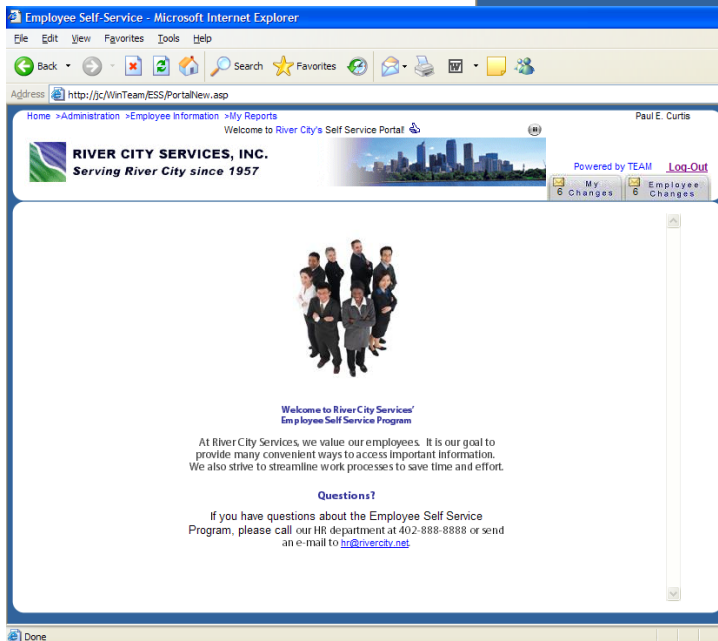 Employee Self-Service - Microsoft Internet Explorer
File Edit View Favorites Tools Help
Back Search Favorites W
Address http://jc/WinTeam/ESS/PortalNew.asp
Home >Administration >Employee Information >My Reports Paul E. Curtis
Welcome to River City's Self Service Portal!
RIVER CITY SERVICES, INC.
Serving River City since 1957
Powered by TEAM Log-Out
6 My Changes 6 Employee Changes
Welcome to River City Services'
Employee Self Service Program
At River City Services, we value our employees. It is our goal to
provide many convenient ways to access important information.
We also strive to streamline work processes to save time and effort.
Questions?
If you have questions about the Employee Self Service
Program, please call our HR department at 402-888-8888 or send
an e-mail to hr@rivercity.net.
Done